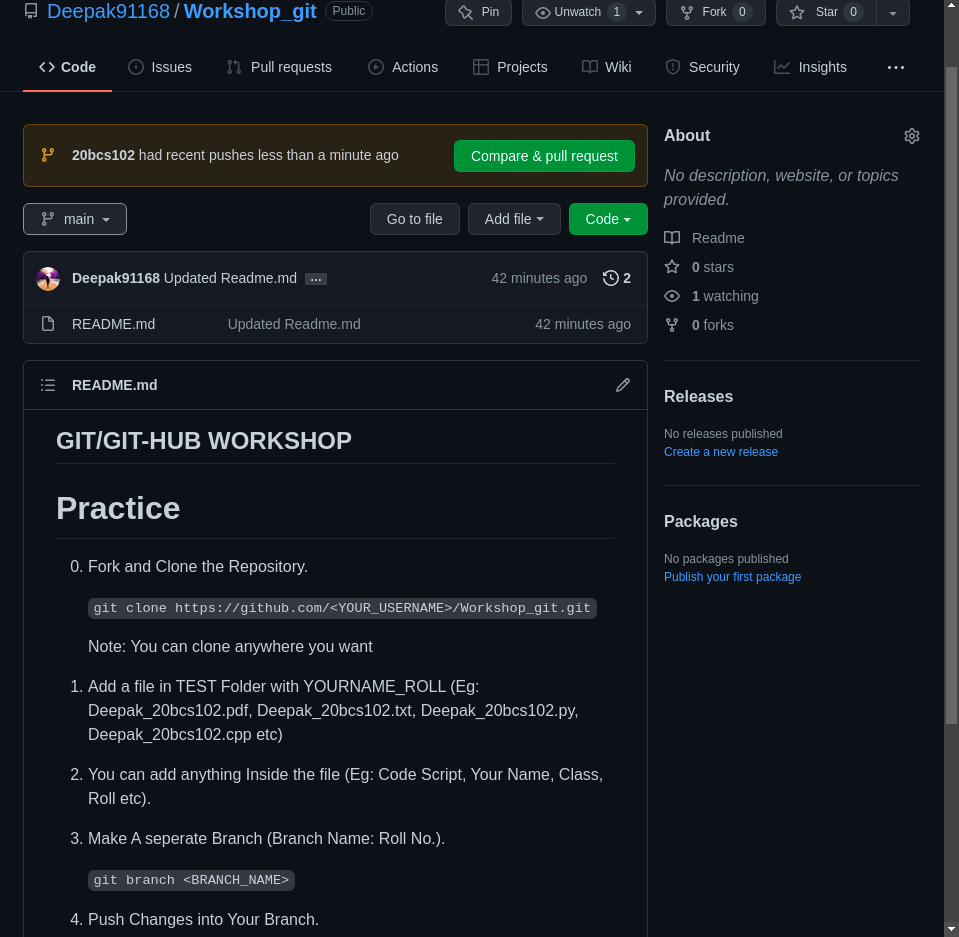 Deepak91168 / Workshop_git Public
Pin
Unwatch 1
Fork 0
Star 0
Code
Issues
Pull requests
Actions
Projects
Wiki
Security
Insights
20bcs102 had recent pushes less than a minute ago
Compare & pull request
main
Go to file
Add file
Code
Deepak91168 Updated Readme.md ...
42 minutes ago
2
README.md
Updated Readme.md
42 minutes ago
README.md
GIT/GIT-HUB WORKSHOP
Practice
0. Fork and Clone the Repository.
git clone https://github.com/<YOUR_USERNAME>/Workshop_git.git
Note: You can clone anywhere you want
1. Add a file in TEST Folder with YOURNAME_ROLL (Eg:
Deepak_20bcs102.pdf, Deepak_20bcs102.txt, Deepak_20bcs102.py,
Deepak_20bcs102.cpp etc)
2. You can add anything Inside the file (Eg: Code Script, Your Name, Class,
Roll etc).
3. Make A seperate Branch (Branch Name: Roll No.).
git branch <BRANCH_NAME>
4. Push Changes into Your Branch.
About
No description, website, or topics
provided.
Readme
0 stars
1 watching
0 forks
Releases
No releases published
Create a new release
Packages
No packages published
Publish your first package